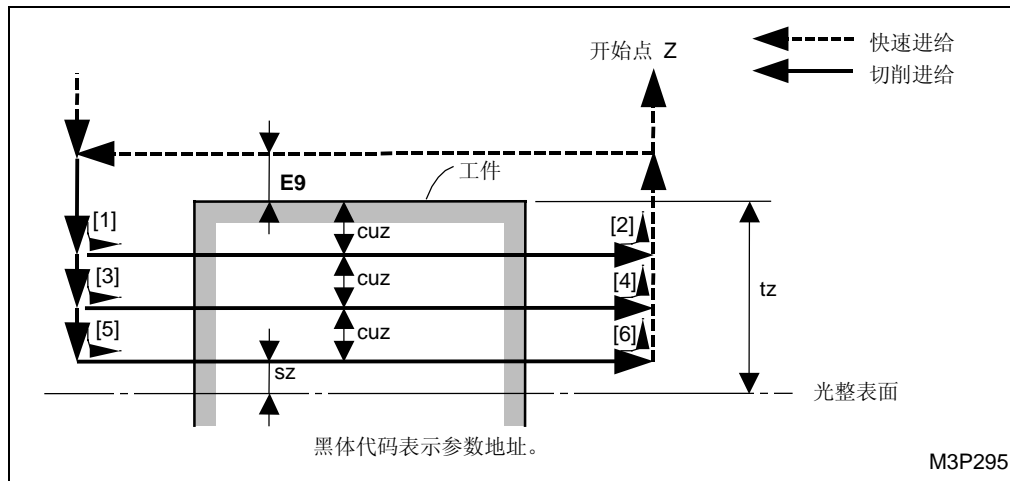 快速进给
切削进给
开始点 Z
E9
工件
[1]
cuz
[2]
[3]
cuz
[4]
tz
[5]
cuz
[6]
sz
光整表面
黑体代码表示参数地址。
M3P295